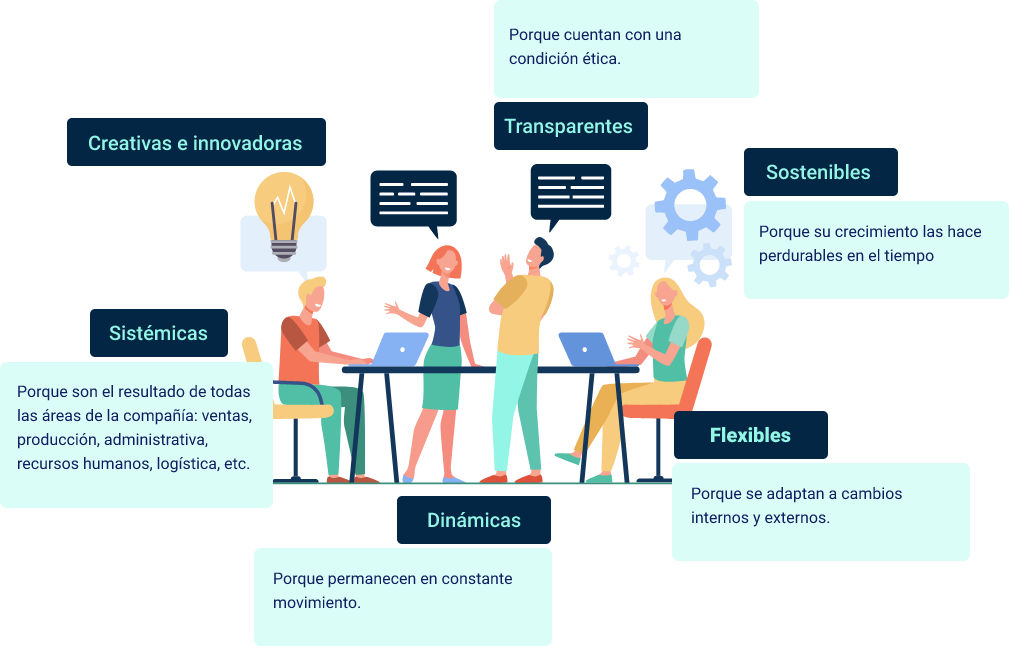 Porque cuentan con una
condición ética.
Transparentes
Creativas e innovadoras
Sostenibles
Porque su crecimiento las hace
perdurables en el tiempo
Sistémicas
Porque son el resultado de todas
las áreas de la compañía: ventas,
producción, administrativa,
recursos humanos, logística, etc.
Flexibles
Porque se adaptan a cambios
internos y externos.
Dinámicas
Porque permanecen en constante
movimiento.